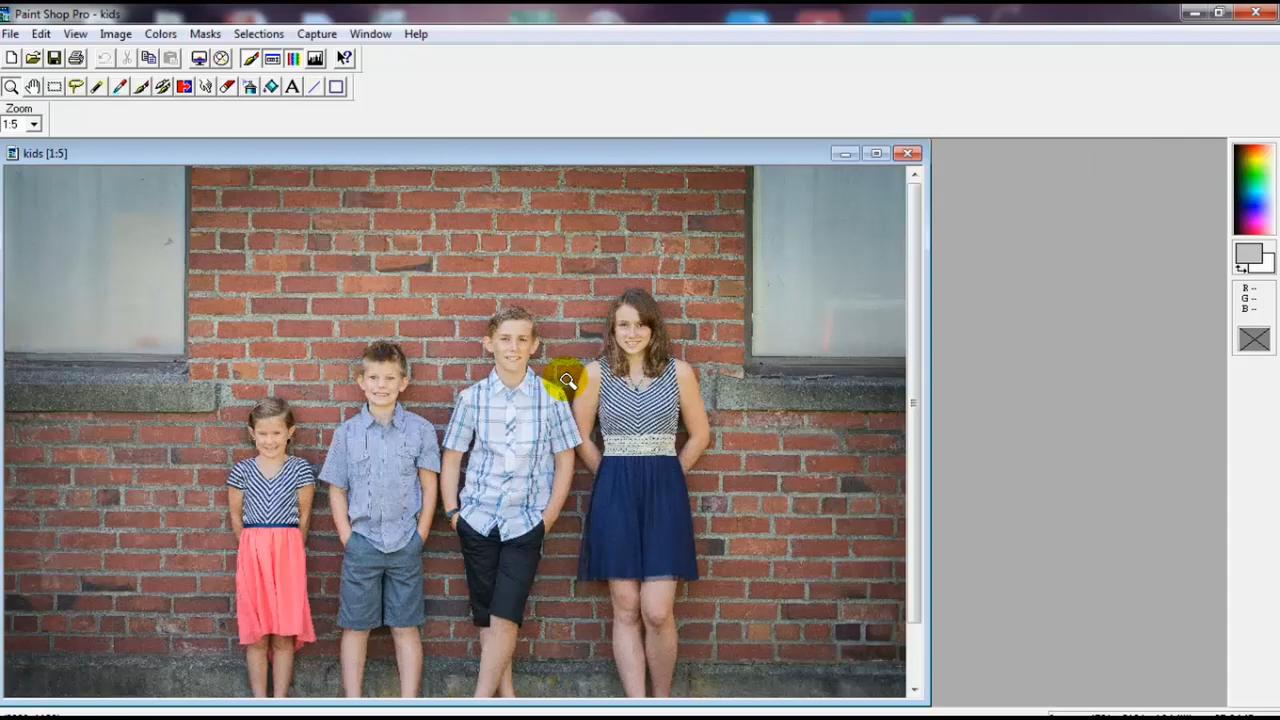 Paint Shop Pro - kids
File Edit View Image Colors Masks Selections Capture Window Help
Zoom
1:5
kids [1:5]
R --
G --
B --